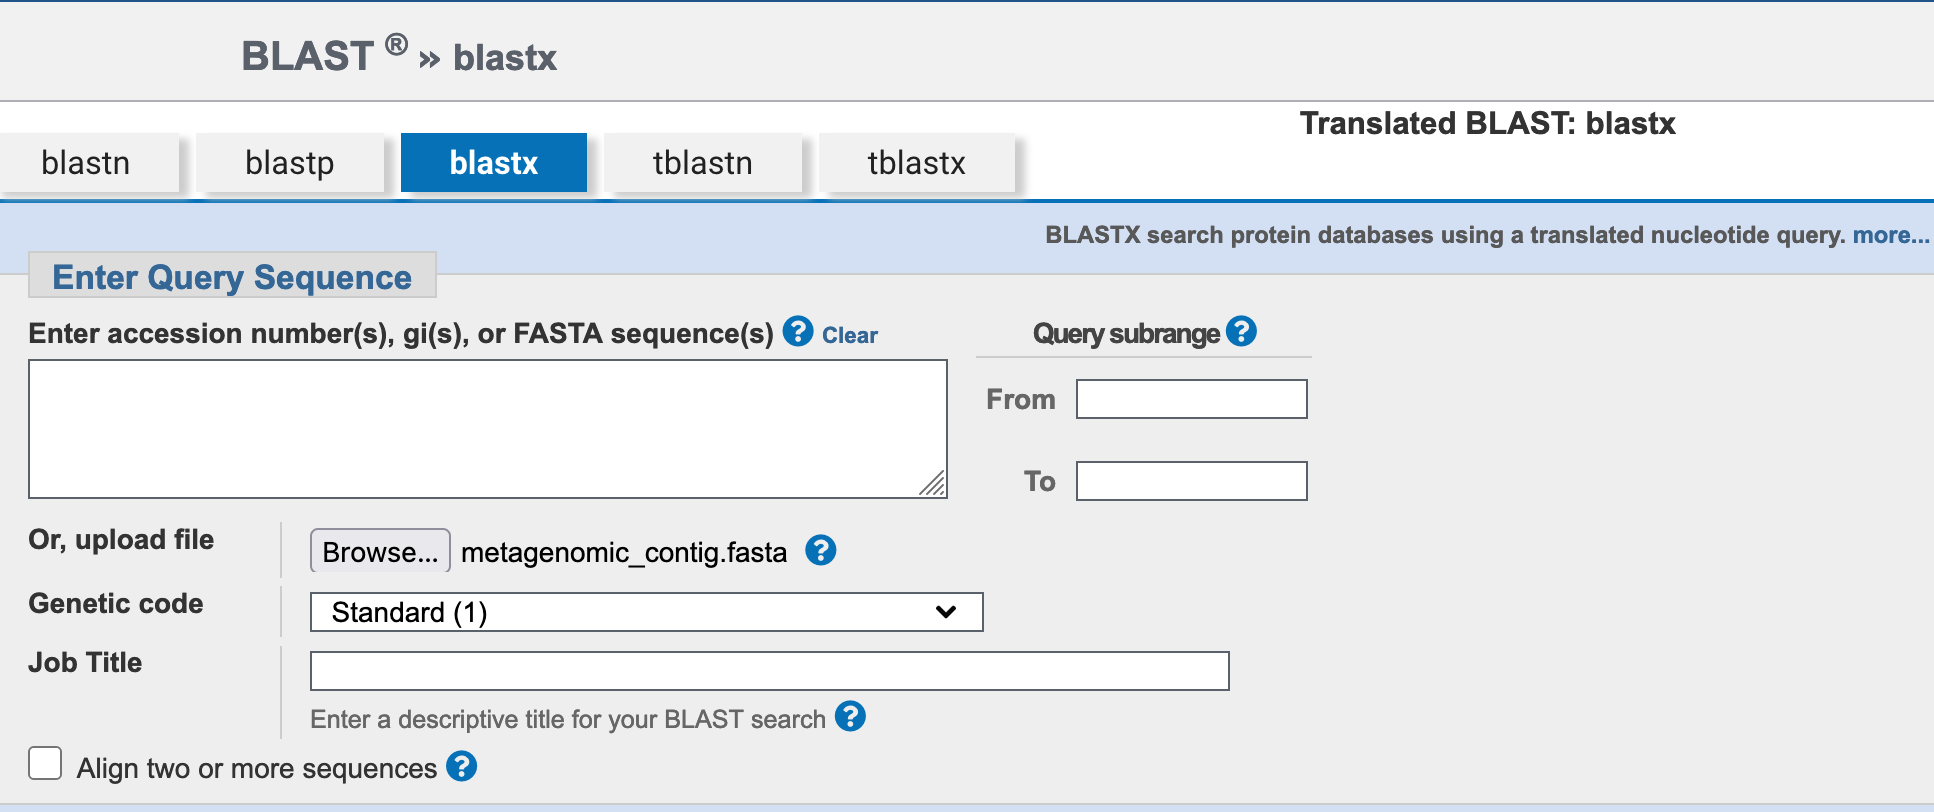 BLAST ® » blastx
Translated BLAST: blastx
blastn
blastp
blastx
tblastn
tblastx
BLASTX search protein databases using a translated nucleotide query. more...
Enter Query Sequence
Enter accession number(s), gi(s), or FASTA sequence(s) ? Clear
Query subrange ?
From
To
Or, upload file
Browse... metagenomic_contig.fasta ?
Genetic code
Standard (1)
Job Title
Enter a descriptive title for your BLAST search ?
Align two or more sequences ?